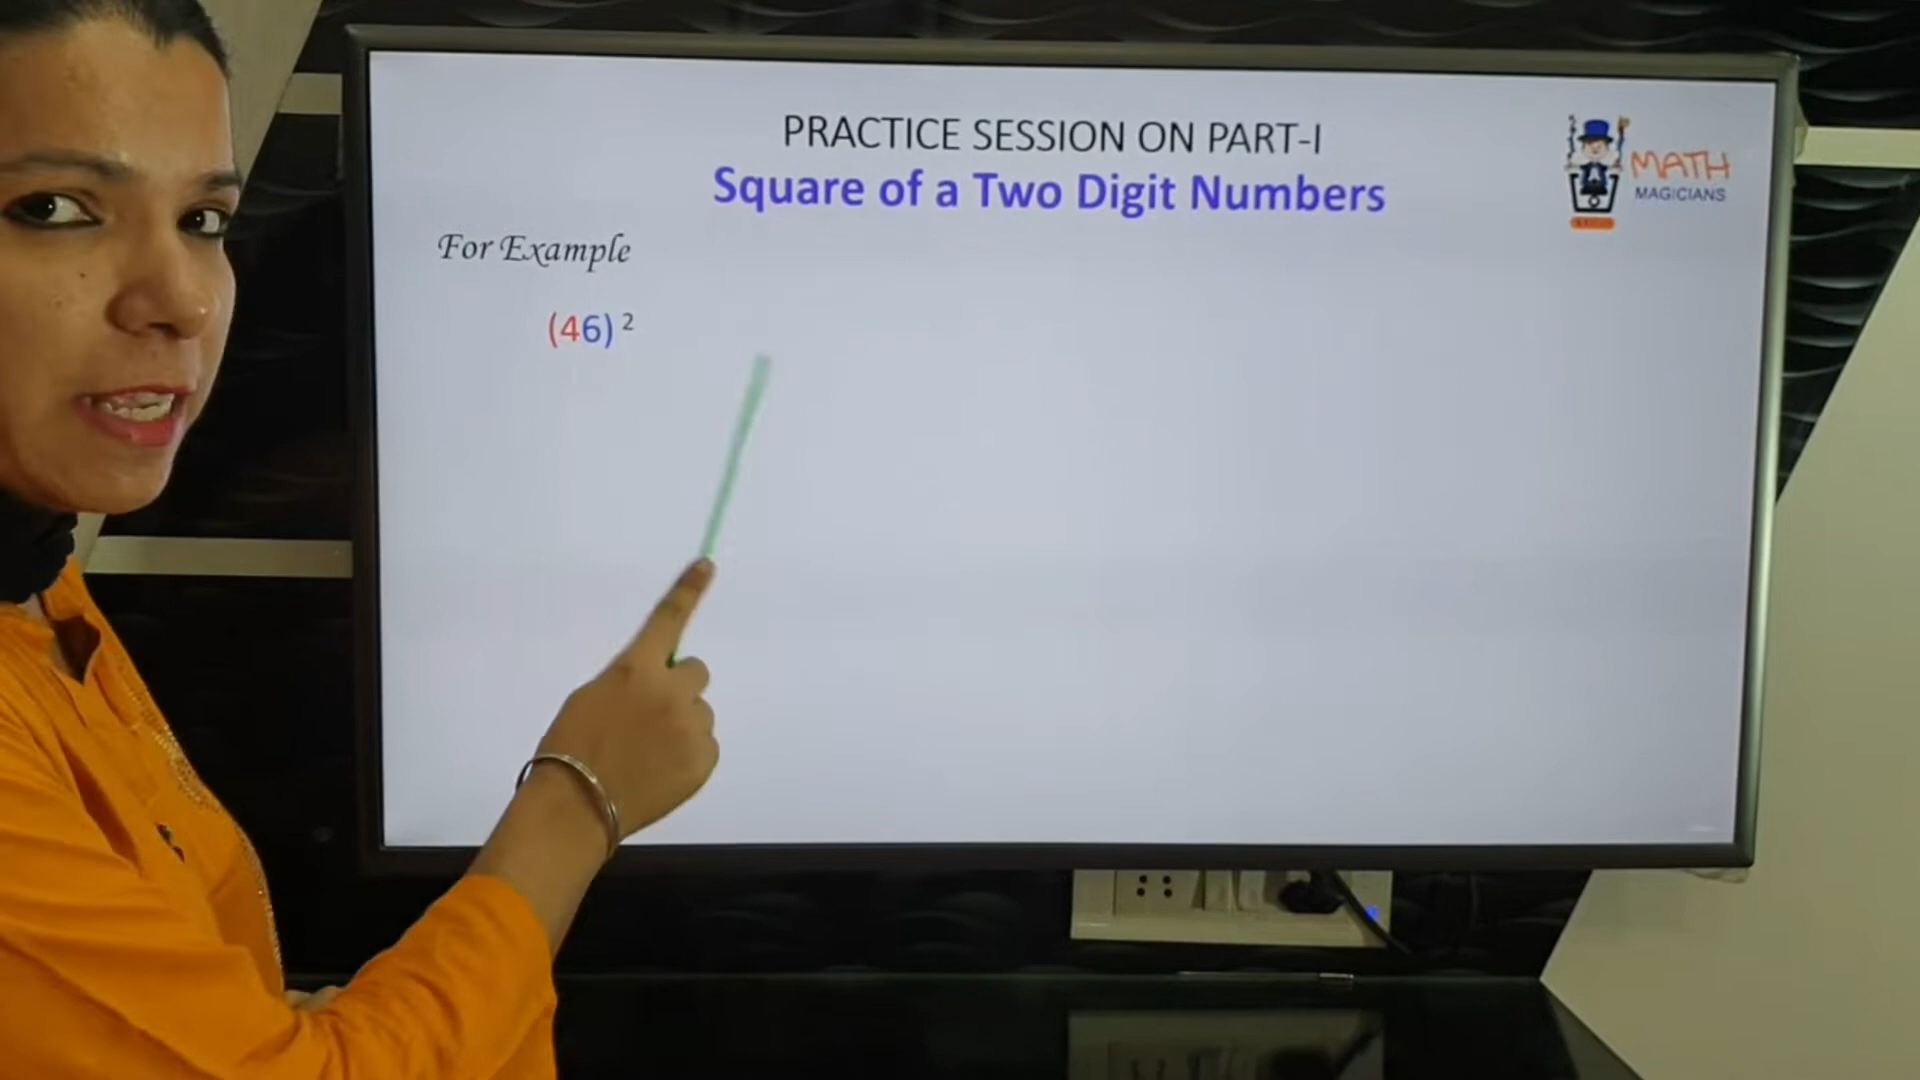 PRACTICE SESSION ON PART-I
Square of a Two Digit Numbers
MATH
MAGICIANS
For Example
(46) 2